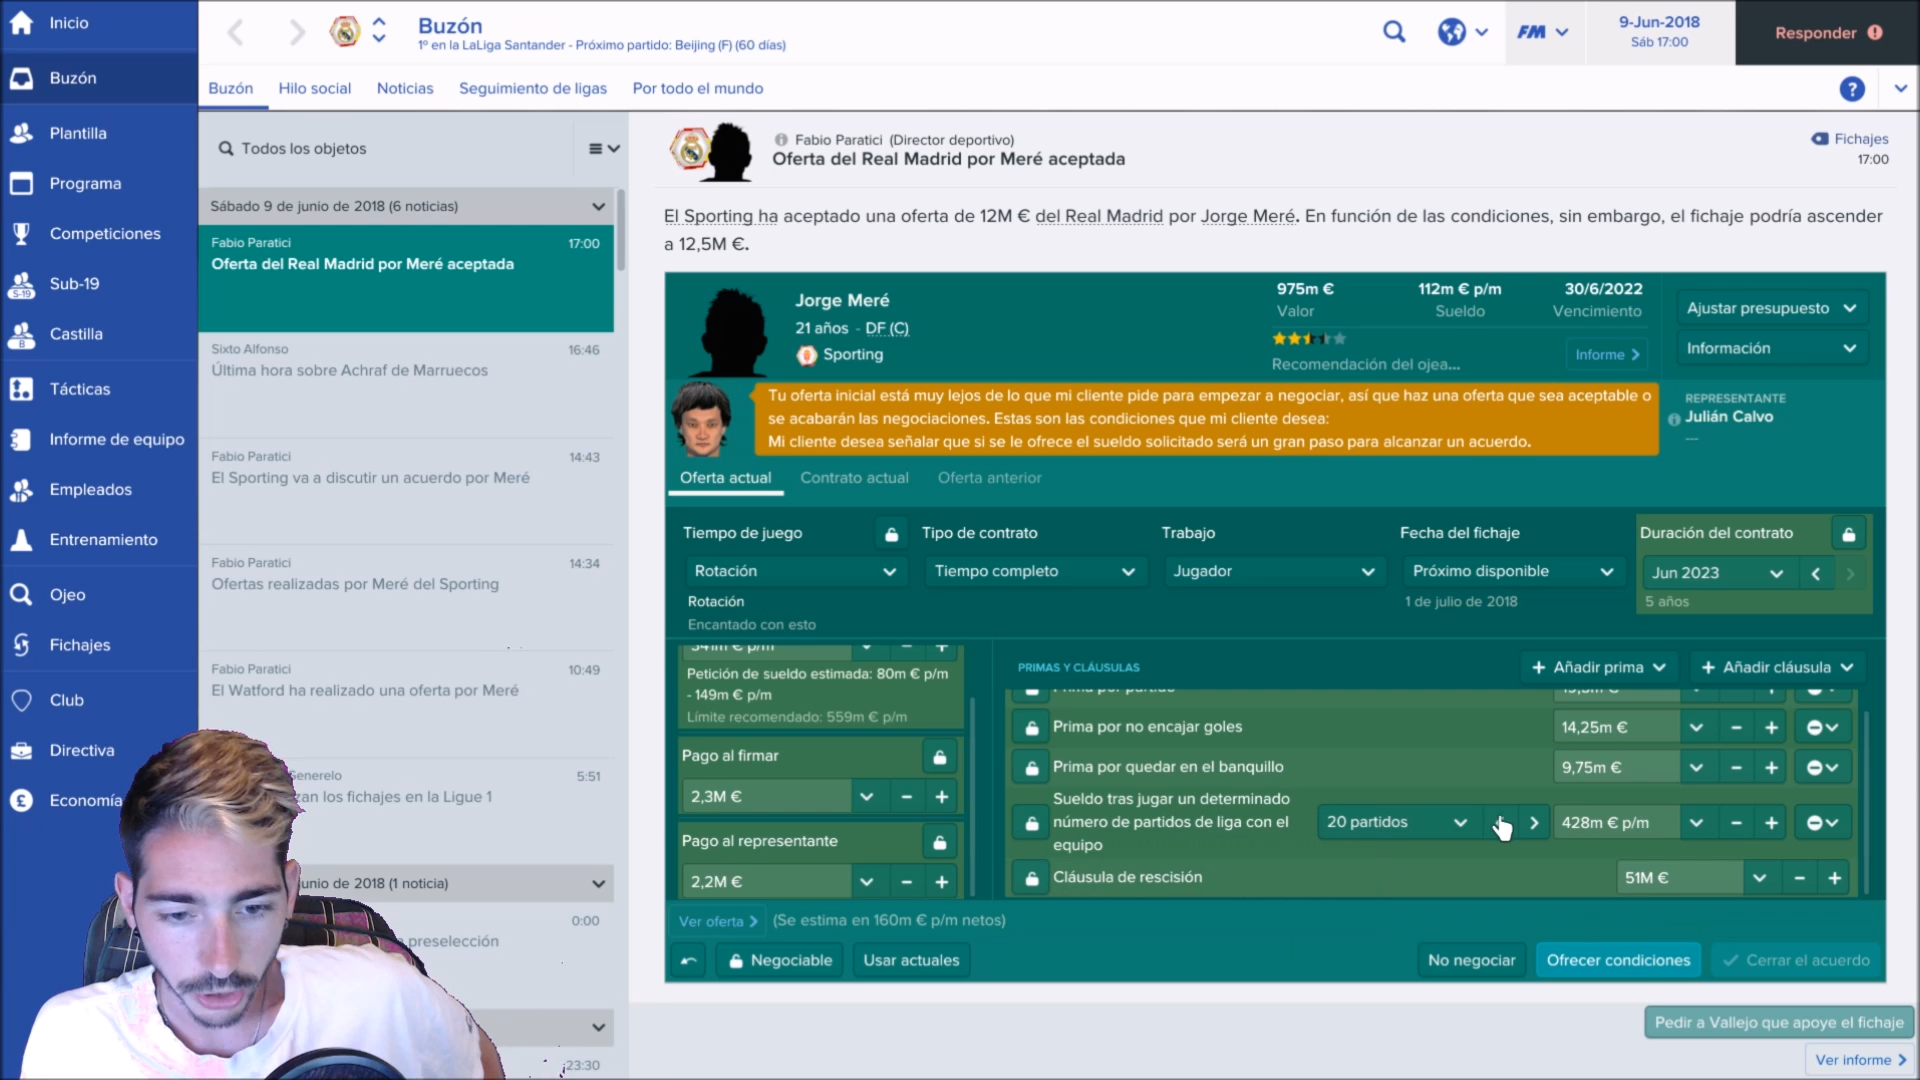 Inicio
Buzón
Plantilla
Programa
Competiciones
Sub-19
Castilla
Tácticas
Informe de equipo
Empleados
Entrenamiento
Ojeo
Fichajes
Club
Directiva
Economía
Buzón
1º en la LaLiga Santander - Próximo partido: Beijing (F) (60 días)
FM
9-Jun-2018
Sáb 17:00
Responder
Buzón
Hilo social
Noticias
Seguimiento de ligas
Por todo el mundo
Todos los objetos
Sábado 9 de junio de 2018 (6 noticias)
Fabio Paratici 17:00
Oferta del Real Madrid por Meré aceptada
Sixto Alfonso 16:46
Última hora sobre Achraf de Marruecos
Fabio Paratici 14:43
El Sporting va a discutir un acuerdo por Meré
Fabio Paratici 14:34
Ofertas realizadas por Meré del Sporting
Fabio Paratici 10:49
El Watford ha realizado una oferta por Meré
Generelo 5:51
zan los fichajes en la Ligue 1
unio de 2018 (1 noticia)
0:00
preselección
23:30
Fabio Paratici (Director deportivo)
Oferta del Real Madrid por Meré aceptada
Fichajes
17:00
El Sporting ha aceptado una oferta de 12M € del Real Madrid por Jorge Meré. En función de las condiciones, sin embargo, el fichaje podría ascender
a 12,5M €.
Jorge Meré
21 años - DF (C)
Sporting
975m €
Valor
112m € p/m
Sueldo
30/6/2022
Vencimiento
Recomendación del ojea...
Informe
Ajustar presupuesto
Información
Tu oferta inicial está muy lejos de lo que mi cliente pide para empezar a negociar, así que haz una oferta que sea aceptable o
se acabarán las negociaciones. Estas son las condiciones que mi cliente desea:
Mi cliente desea señalar que si se le ofrece el sueldo solicitado será un gran paso para alcanzar un acuerdo.
REPRESENTANTE
Julián Calvo
---
Oferta actual
Contrato actual
Oferta anterior
Tiempo de juego
Rotación
Rotación
Encantado con esto
Tipo de contrato
Tiempo completo
Trabajo
Jugador
Fecha del fichaje
Próximo disponible
1 de julio de 2018
Duración del contrato
Jun 2023
5 años
341m € p/m
Petición de sueldo estimada: 80m € p/m
- 149m € p/m
Límite recomendado: 559m € p/m
Pago al firmar
2,3M €
Pago al representante
2,2M €
PRIMAS Y CLÁUSULAS
+ Añadir prima
+ Añadir cláusula
Prima por partido
Prima por no encajar goles 14,25m €
Prima por quedar en el banquillo 9,75m €
Sueldo tras jugar un determinado
número de partidos de liga con el
equipo
20 partidos
428m € p/m
Cláusula de rescisión 51M €
Ver oferta
(Se estima en 160m € p/m netos)
Negociable
Usar actuales
No negociar
Ofrecer condiciones
Cerrar el acuerdo
Pedir a Vallejo que apoye el fichaje
Ver informe